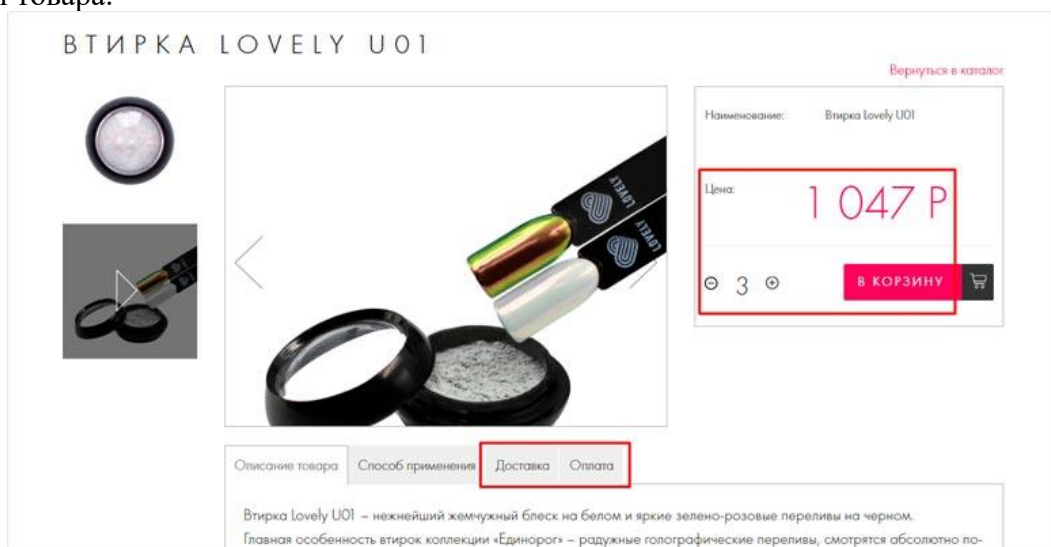 т товара.
ВТИРКА LOVELY U01
Вернуться в каталог
Наименование: Втирка Lovely U01
LOVELY
LOVELY
Цена: 1 047 Р
3 В КОРЗИНУ
Описание товара Способ применения Доставка Оплата
Втирка Lovely U01 – нежнейший жемчужный блеск на белом и яркие зелено-розовые переливы на черном.
Главная особенность втирок коллекции «Единорог» – радужные голографические переливы, смотрятся абсолютно по-